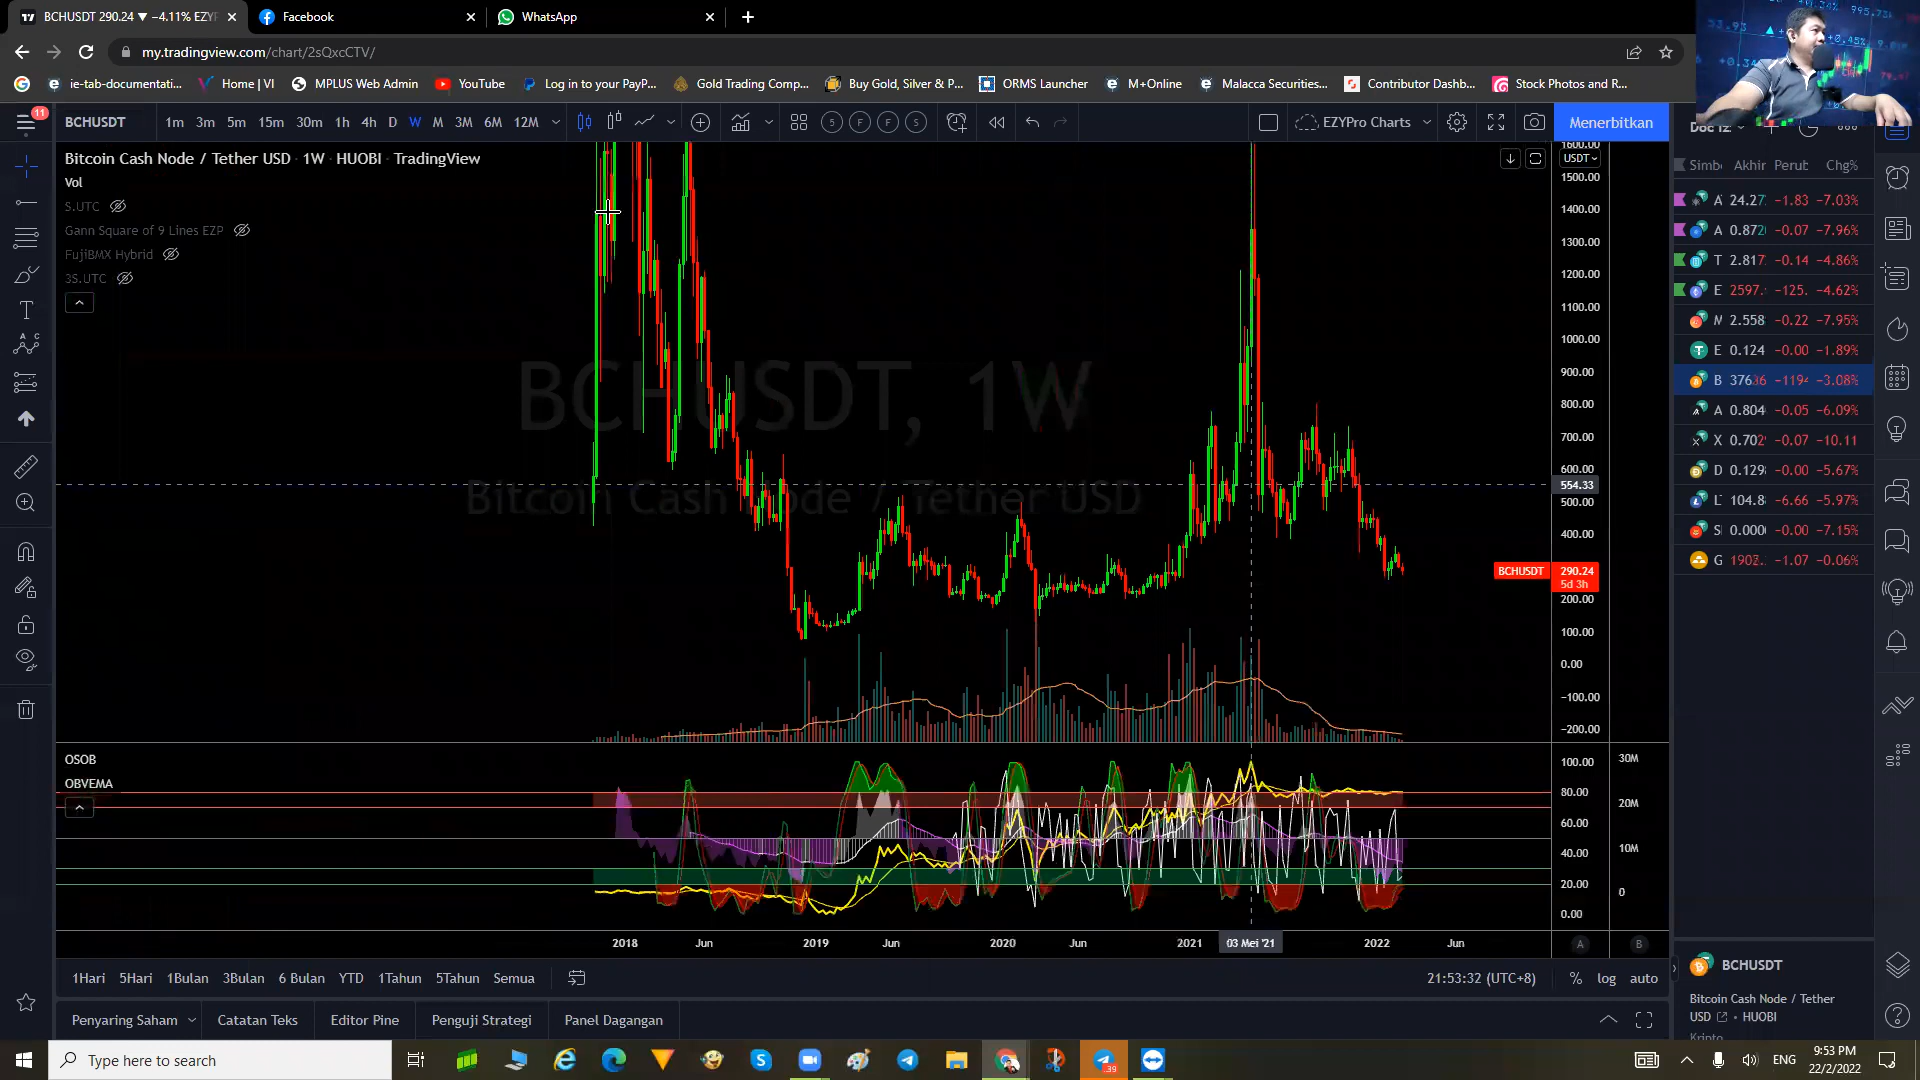 BCHUSDT 290.24 ▼ −4.11% EZYP
Facebook
WhatsApp
my.tradingview.com/chart/2sQxcCTV/
ie-tab-documentati...
Home | VI
MPLUS Web Admin
YouTube
Log in to your PayP...
Gold Trading Comp...
Buy Gold, Silver & P...
ORMS Launcher
M+Online
Malacca Securities...
Contributor Dashb...
Stock Photos and R...
11
BCHUSDT
1m 3m 5m 15m 30m 1h 4h D W M 3M 6M 12M
EZYPro Charts
Menerbitkan
Bitcoin Cash Node / Tether USD · 1W · HUOBI · TradingView
Vol
S.UTC
Gann Square of 9 Lines EZP
FujiBMX Hybrid
3S.UTC
BCHUSDT, 1W
Bitcoin Cash Node / Tether USD
USDT
1600.00
1500.00
1400.00
1300.00
1200.00
1100.00
1000.00
900.00
800.00
700.00
600.00
554.33
500.00
400.00
BCHUSDT 290.24
5d 3h
200.00
100.00
0.00
−100.00
−200.00
OSOB
OBVEMA
100.00
80.00
60.00
40.00
20.00
0.00
30M
20M
10M
0
2018 Jun 2019 Jun 2020 Jun 2021 03 Mei '21 2022 Jun
A B
1Hari 5Hari 1Bulan 3Bulan 6 Bulan YTD 1Tahun 5Tahun Semua
21:53:32 (UTC+8) % log auto
Penyaring Saham
Catatan Teks
Editor Pine
Penguji Strategi
Panel Dagangan
Simb Akhir Perub Chg%
A 24.27 −1.83 −7.03%
A 0.872 −0.07 −7.96%
T 2.817 −0.14 −4.86%
E 2597. −125. −4.62%
M 2.558 −0.22 −7.95%
E 0.124 −0.00 −1.89%
B 37636 −1194 −3.08%
A 0.804 −0.05 −6.09%
X 0.702 −0.07 −10.11
D 0.129 −0.00 −5.67%
L 104.8 −6.66 −5.97%
S 0.000 −0.00 −7.15%
G 1903. −1.07 −0.06%
BCHUSDT
Bitcoin Cash Node / Tether
USD · HUOBI
Kripto
Type here to search
39
ENG
9:53 PM
22/2/2022